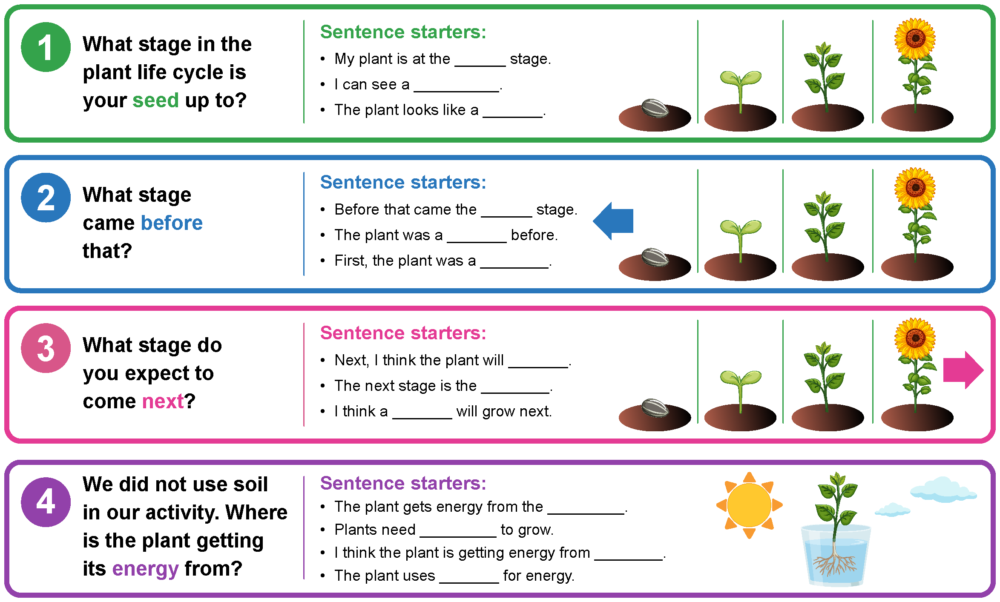 1
What stage in the
plant life cycle is
your seed up to?
Sentence starters:
• My plant is at the ______ stage.
• I can see a __________.
• The plant looks like a _______.
2
What stage
came before
that?
Sentence starters:
• Before that came the ______ stage.
• The plant was a _______ before.
• First, the plant was a ________.
3
What stage do
you expect to
come next?
Sentence starters:
• Next, I think the plant will _______.
• The next stage is the ________.
• I think a _______ will grow next.
4
We did not use soil
in our activity. Where
is the plant getting
its energy from?
Sentence starters:
• The plant gets energy from the _________.
• Plants need _________ to grow.
• I think the plant is getting energy from ________.
• The plant uses _______ for energy.